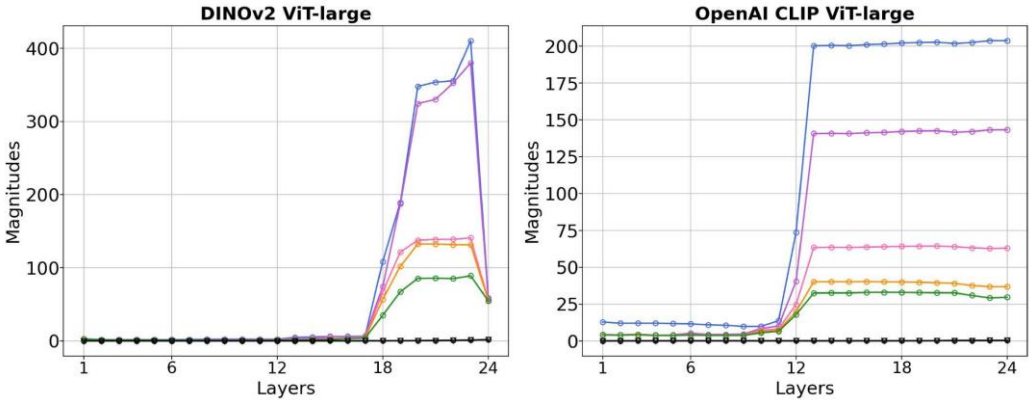 DINOv2 ViT-large
Magnitudes
400
300
200
100
0
1 6 12 18 24
Layers
OpenAI CLIP ViT-large
Magnitudes
200
175
150
125
100
75
50
25
0
1 6 12 18 24
Layers